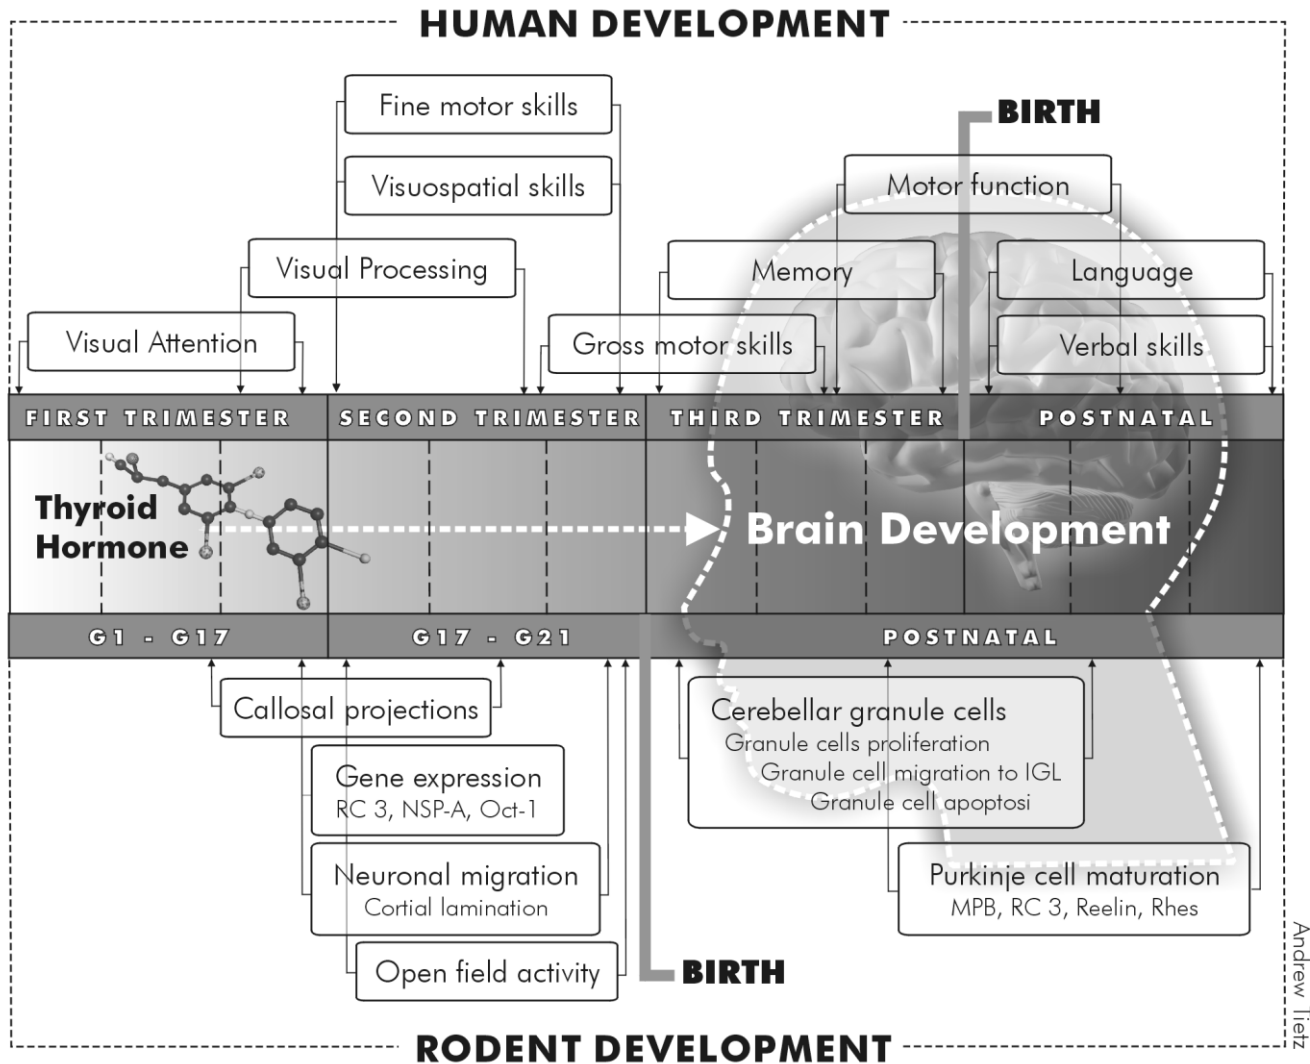 HUMAN DEVELOPMENT
Fine motor skills
BIRTH
Visuospatial skills
Motor function
Visual Processing
Memory
Language
Visual Attention
Gross motor skills
Verbal skills
FIRST TRIMESTER
SECOND TRIMESTER
THIRD TRIMESTER
POSTNATAL
Thyroid
Hormone
Brain Development
G1 - G17
G17 - G21
POSTNATAL
Callosal projections
Cerebellar granule cells
Granule cells proliferation
Granule cell migration to IGL
Granule cell apoptosi
Gene expression
RC 3, NSP-A, Oct-1
Neuronal migration
Cortial lamination
Purkinje cell maturation
MPB, RC 3, Reelin, Rhes
Open field activity
BIRTH
Andrew Tietz
RODENT DEVELOPMENT